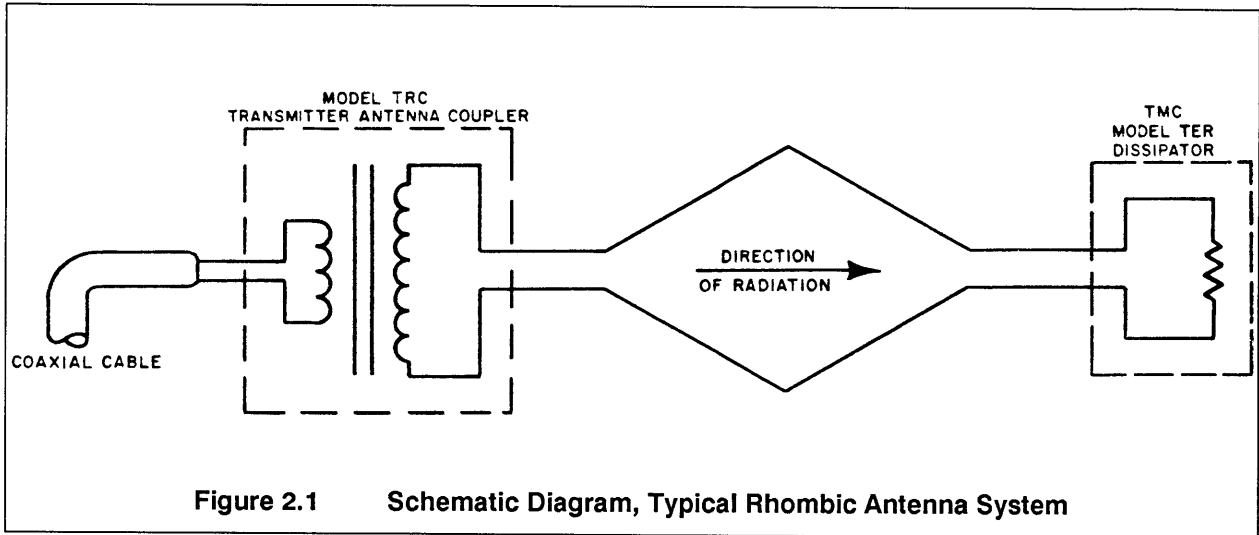 MODEL TRC
TRANSMITTER ANTENNA COUPLER
TMC
MODEL TER
DISSIPATOR
DIRECTION
OF RADIATION
COAXIAL CABLE
Figure 2.1 Schematic Diagram, Typical Rhombic Antenna System